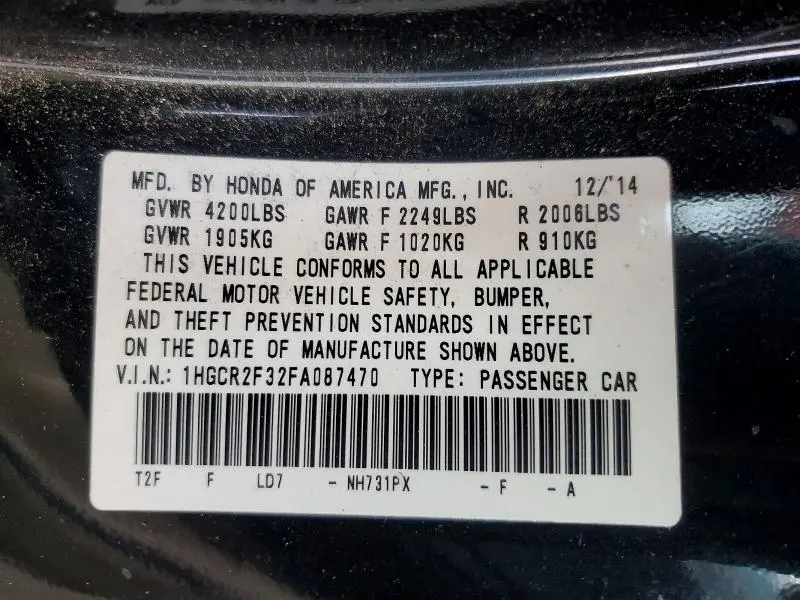 MFD. BY HONDA OF AMERICA MFG., INC. 12/'14
GVWR 4200LBS GAWR F 2249LBS R 2006LBS
GVWR 1905KG GAWR F 1020KG R 910KG
THIS VEHICLE CONFORMS TO ALL APPLICABLE
FEDERAL MOTOR VEHICLE SAFETY, BUMPER,
AND THEFT PREVENTION STANDARDS IN EFFECT
ON THE DATE OF MANUFACTURE SHOWN ABOVE.
V.I.N.: 1HGCR2F32FA087470 TYPE: PASSENGER CAR
T2F F LD7 - NH731PX - F - A